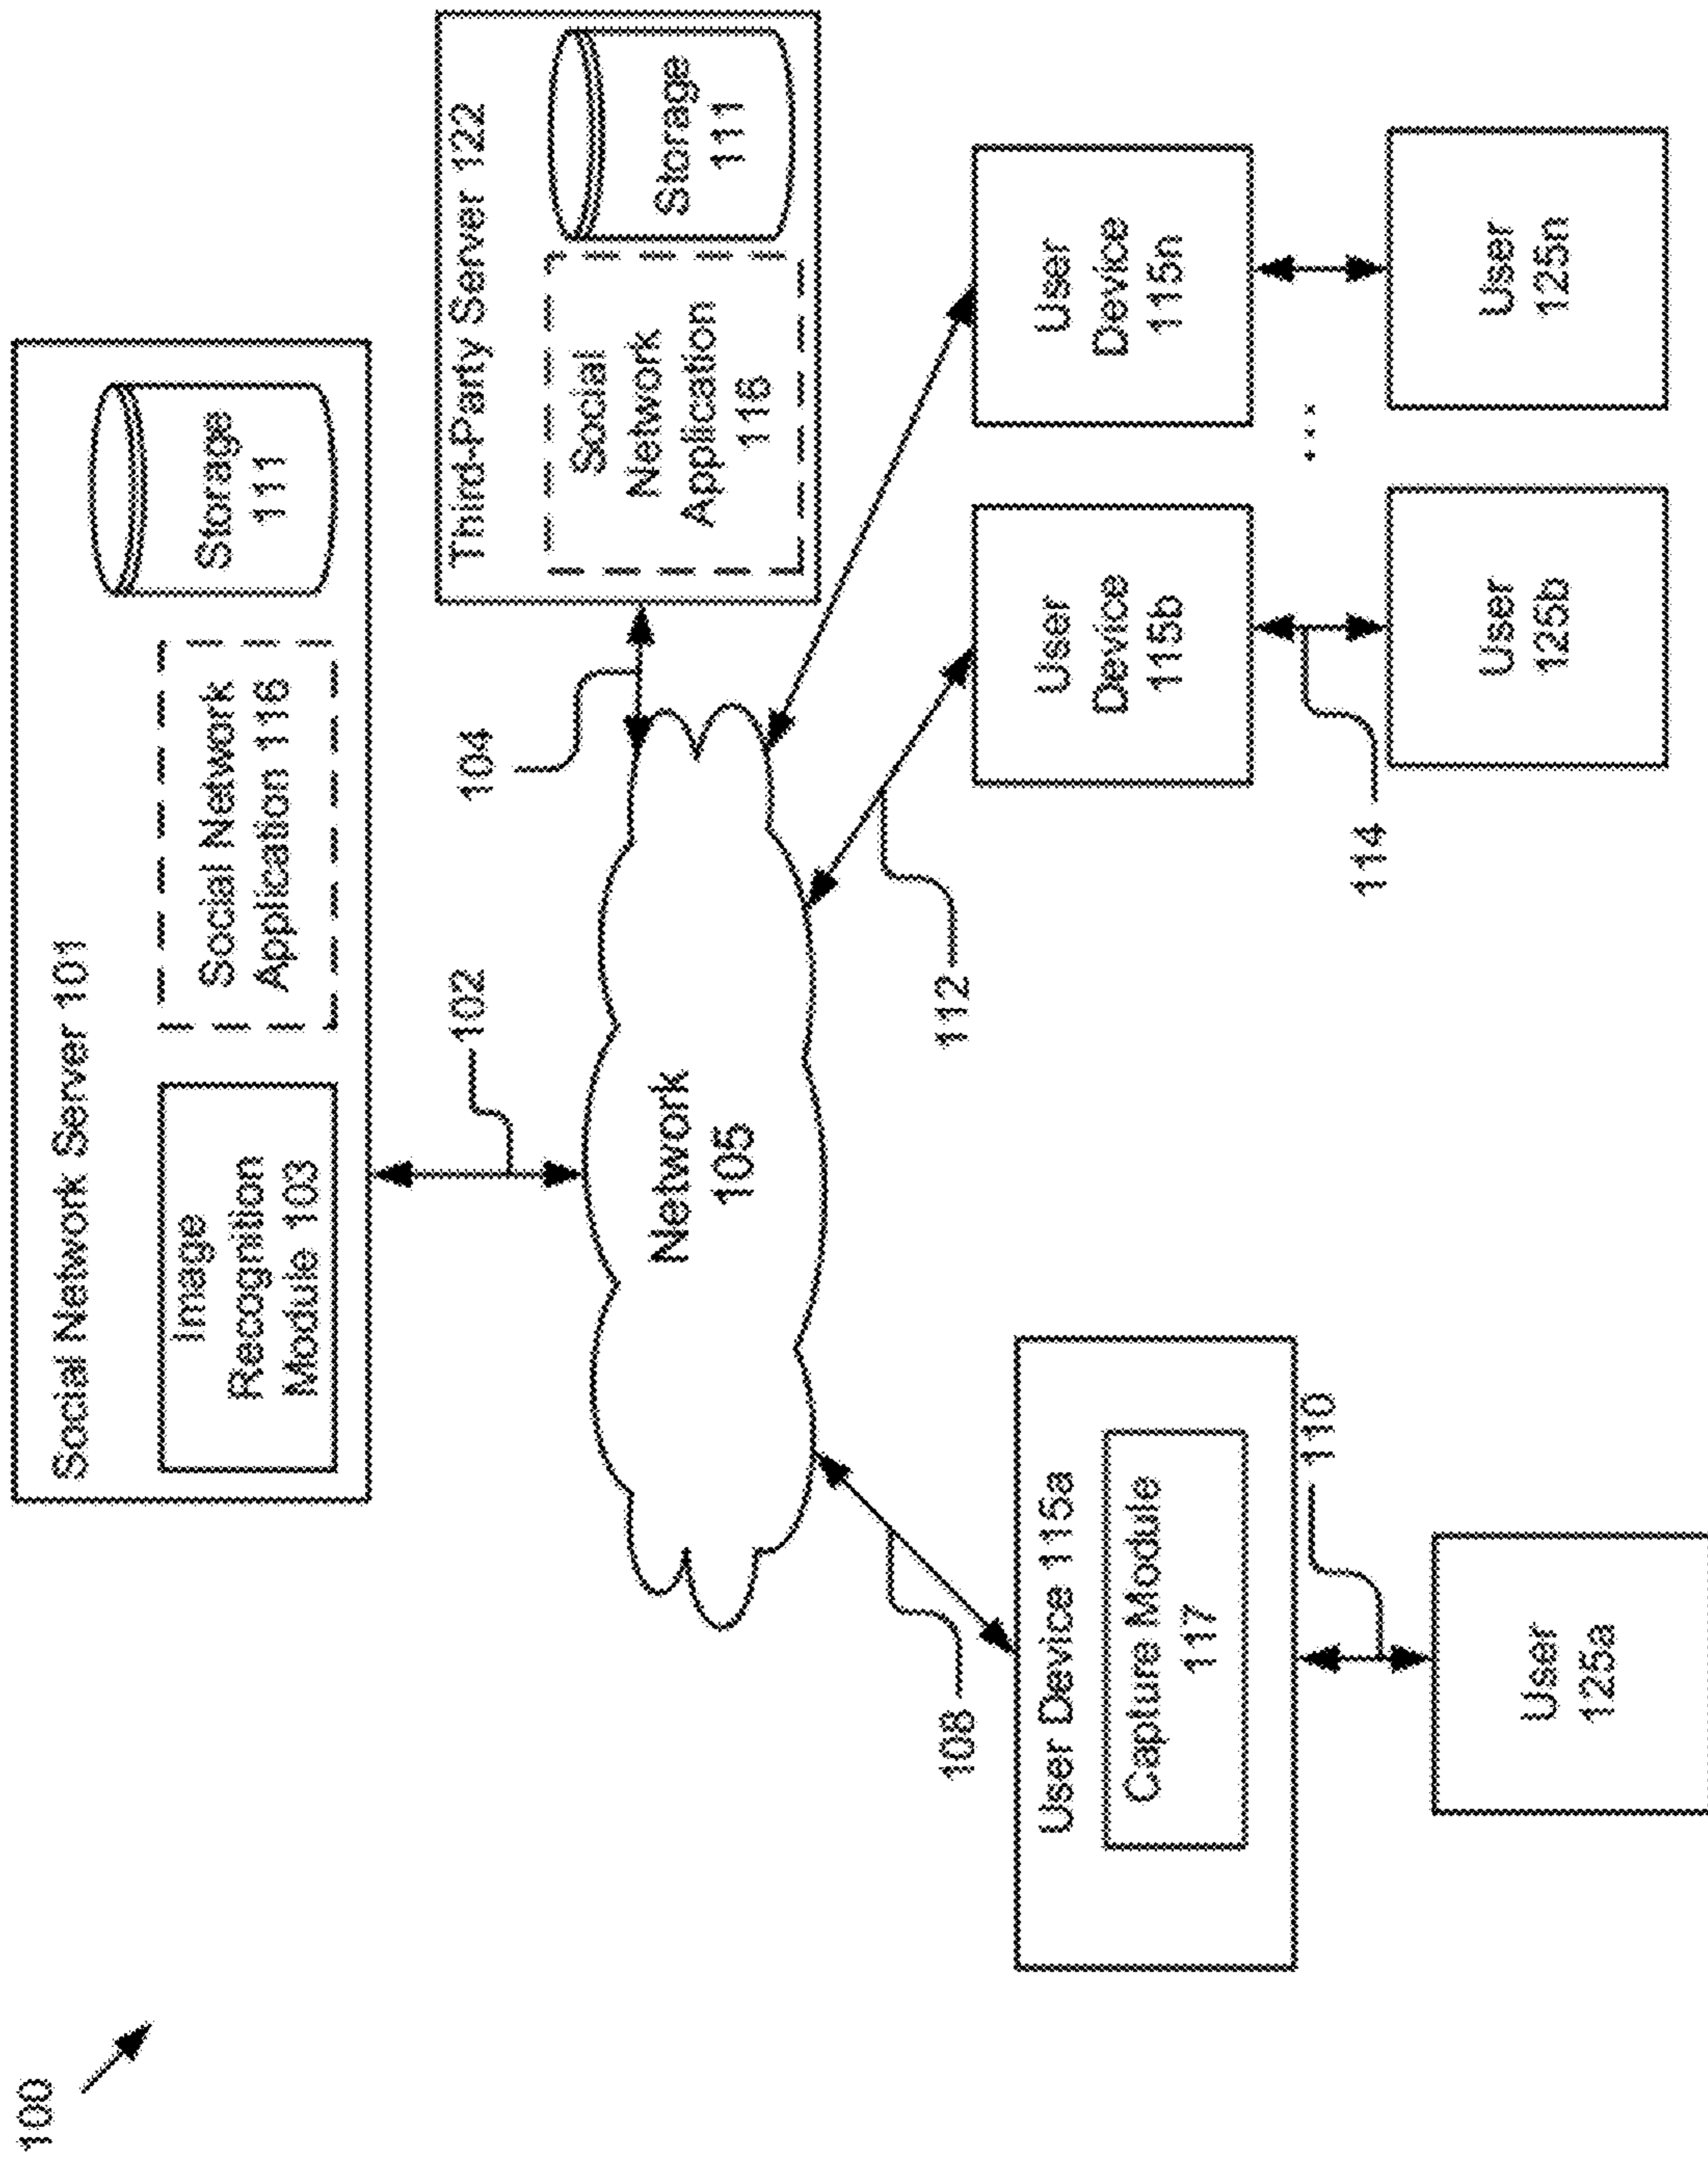 100
Social Network Server 101
Image
Recognition
Module 103
Social Network
Application 116
Storage
111
102
104
Third-Party Server 122
Social
Network
Application
116
Storage
111
Network
105
108
112
User Device 115a
Capture Module
117
User
Device
115b
User
Device
115n
110
114
...
User
125a
User
125b
User
125n